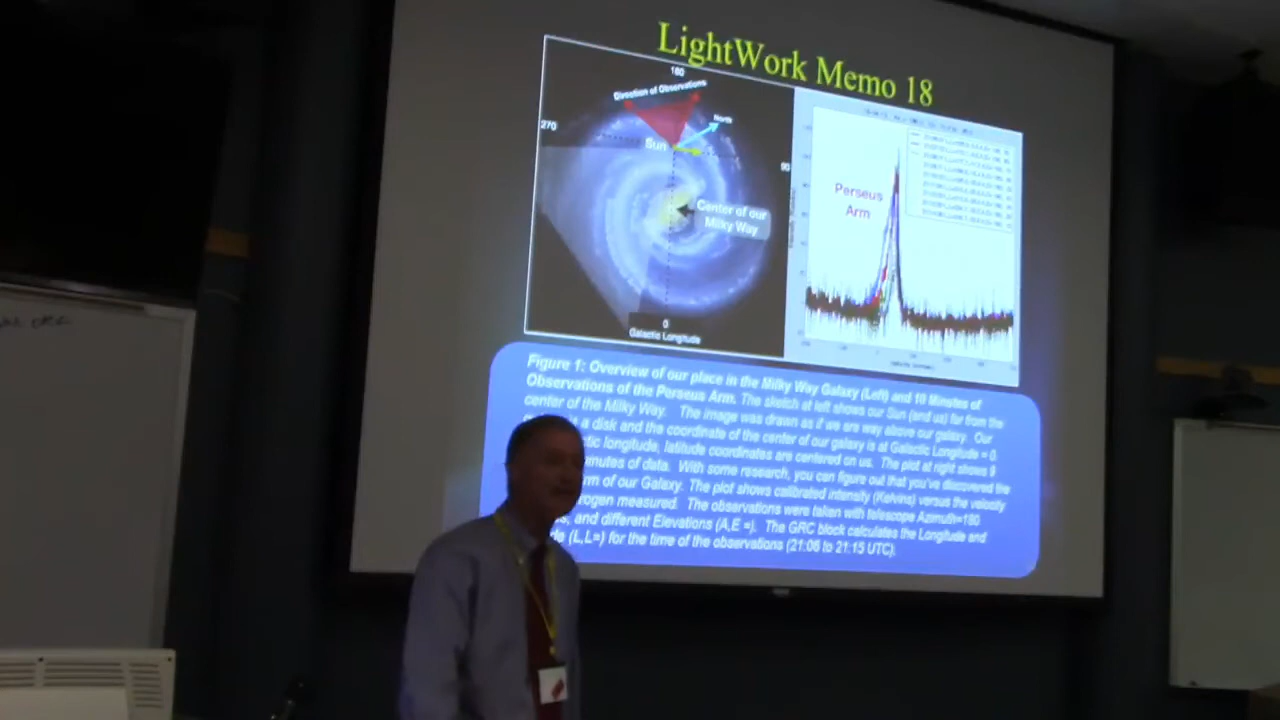 LightWork Memo 18
180
Direction of Observations
North
270
Sun
90
Center of our
Milky Way
0
Galactic Longitude
Perseus
Arm
Figure 1: Overview of our place in the Milky Way Galaxy (Left) and 10 Minutes of
Observations of the Perseus Arm. The sketch at left shows our Sun (and us) far from the
center of the Milky Way. The image was drawn as if we are way above our galaxy. Our
a disk and the coordinate of the center of our galaxy is at Galactic Longitude = 0.
tic longitude, latitude coordinates are centered on us. The plot at right shows 9
minutes of data. With some research, you can figure out that you've discovered the
rm of our Galaxy. The plot shows calibrated intensity (Kelvins) versus the velocity
rogen measured. The observations were taken with telescope Azimuth=180
s, and different Elevations (A,E =). The GRC block calculates the Longitude and
de (L,L=) for the time of the observations (21:06 to 21:15 UTC).